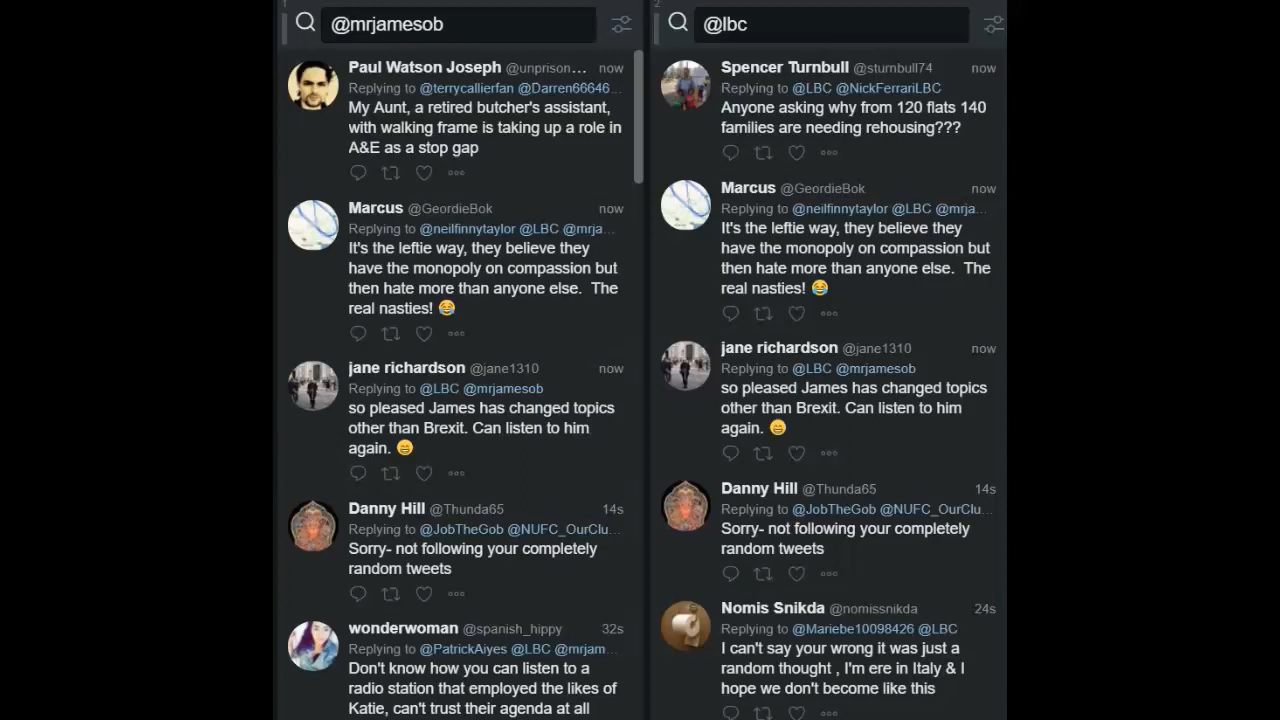 1
@mrjamesob
Paul Watson Joseph @unprison... now
Replying to @terrycallierfan @Darren66646...
My Aunt, a retired butcher's assistant,
with walking frame is taking up a role in
A&E as a stop gap
Marcus @GeordieBok now
Replying to @neilfinnytaylor @LBC @mrja...
It's the leftie way, they believe they
have the monopoly on compassion but
then hate more than anyone else.  The
real nasties! 😂
jane richardson @jane1310 now
Replying to @LBC @mrjamesob
so pleased James has changed topics
other than Brexit. Can listen to him
again. 😄
Danny Hill @Thunda65 14s
Replying to @JobTheGob @NUFC_OurClu...
Sorry- not following your completely
random tweets
wonderwoman @spanish_hippy 32s
Replying to @PatrickAiyes @LBC @mrjam...
Don't know how you can listen to a
radio station that employed the likes of
Katie, can't trust their agenda at all
2
@lbc
Spencer Turnbull @sturnbull74 now
Replying to @LBC @NickFerrariLBC
Anyone asking why from 120 flats 140
families are needing rehousing???
Marcus @GeordieBok now
Replying to @neilfinnytaylor @LBC @mrja...
It's the leftie way, they believe they
have the monopoly on compassion but
then hate more than anyone else.  The
real nasties! 😂
jane richardson @jane1310 now
Replying to @LBC @mrjamesob
so pleased James has changed topics
other than Brexit. Can listen to him
again. 😄
Danny Hill @Thunda65 14s
Replying to @JobTheGob @NUFC_OurClu...
Sorry- not following your completely
random tweets
Nomis Snikda @nomissnikda 24s
Replying to @Mariebe10098426 @LBC
I can't say your wrong it was just a
random thought , I'm ere in Italy & I
hope we don't become like this